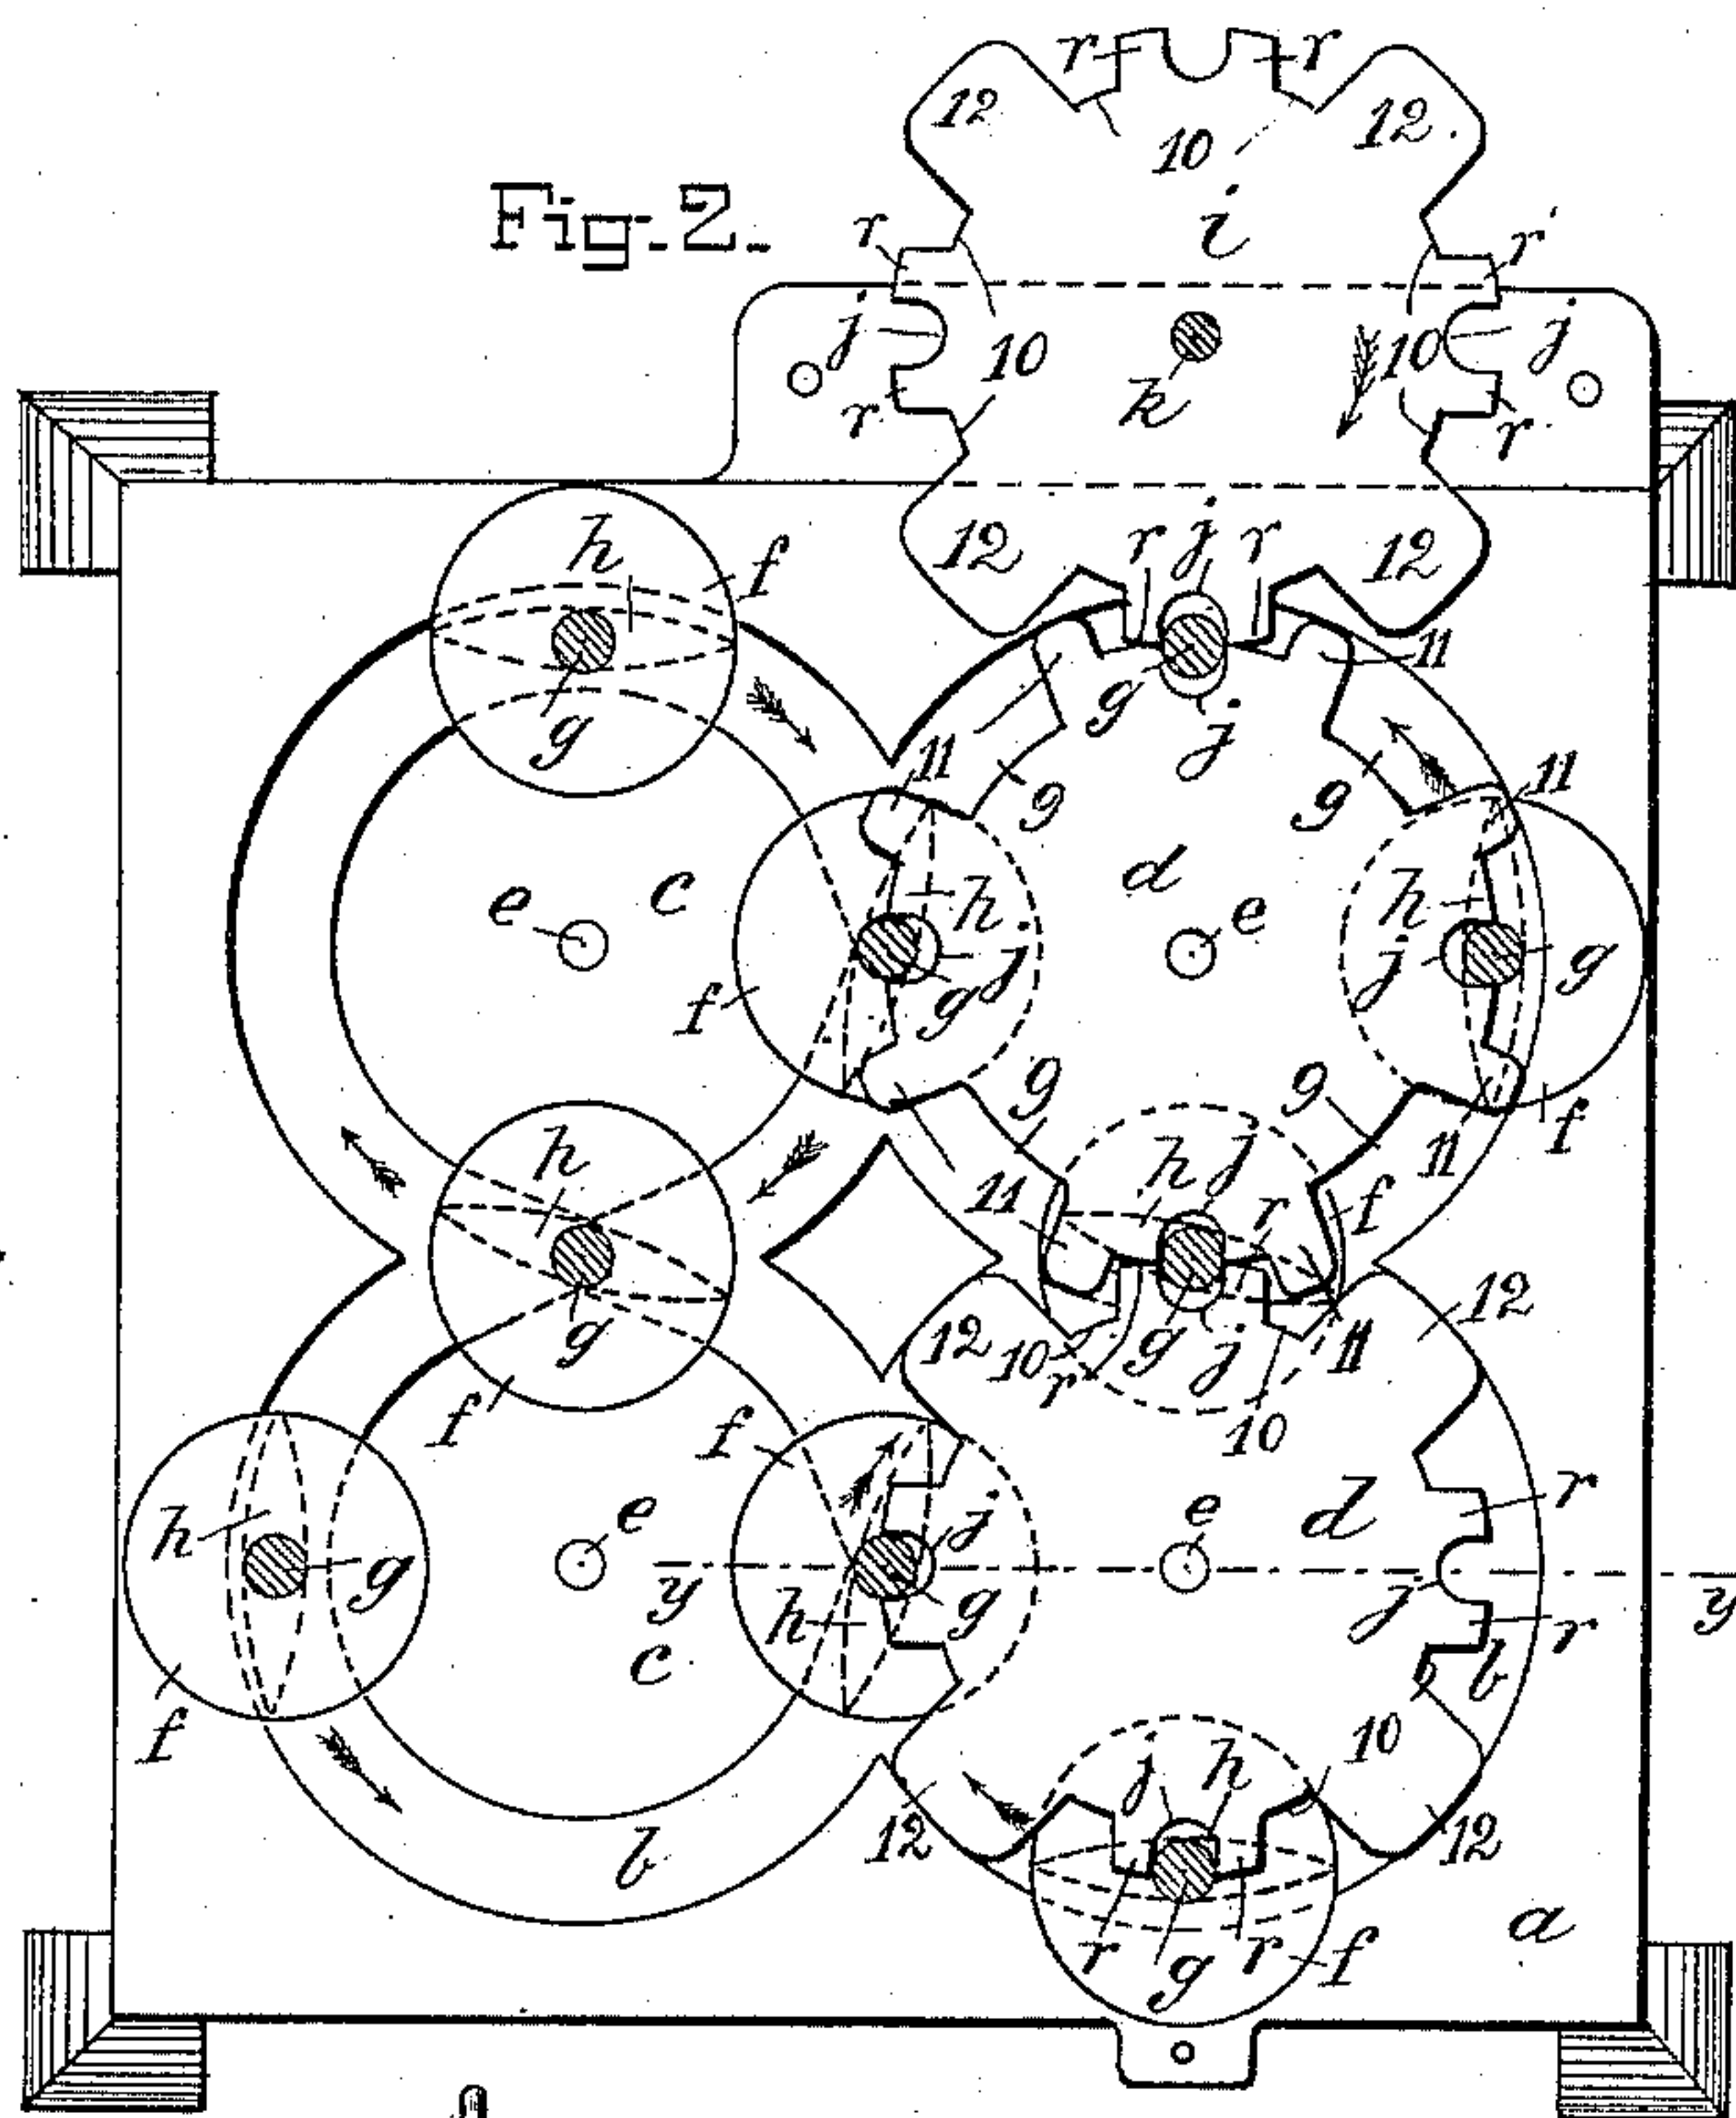 r r
12 12
10
Fig. 2.
i
r r
j j
10 10
k
r r
12 12
h f r j r
11
g g j
11 11
9 9 11
d
e c h e h
j j g
f g
9 9
h h j 11 f
11 r f
12
g 12 10 r g j 11
f f 10
r
e j e d
h g y g j y
h r
c b
f
j h 10
b 12 12
a
r g r f